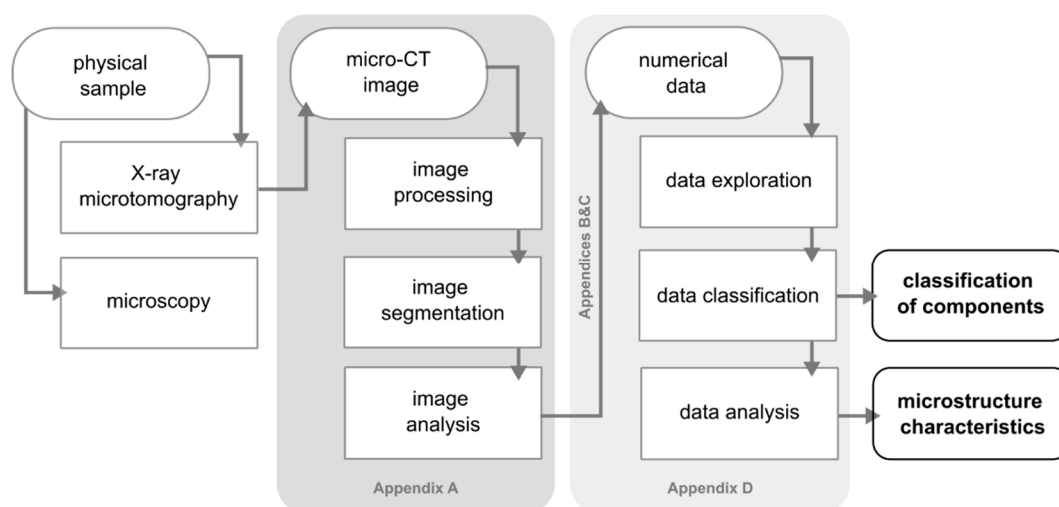 physical
sample
X-ray
microtomography
microscopy
micro-CT
image
image
processing
image
segmentation
image
analysis
Appendix A
Appendices B&C
numerical
data
data exploration
data classification
data analysis
Appendix D
classification
of components
microstructure
characteristics